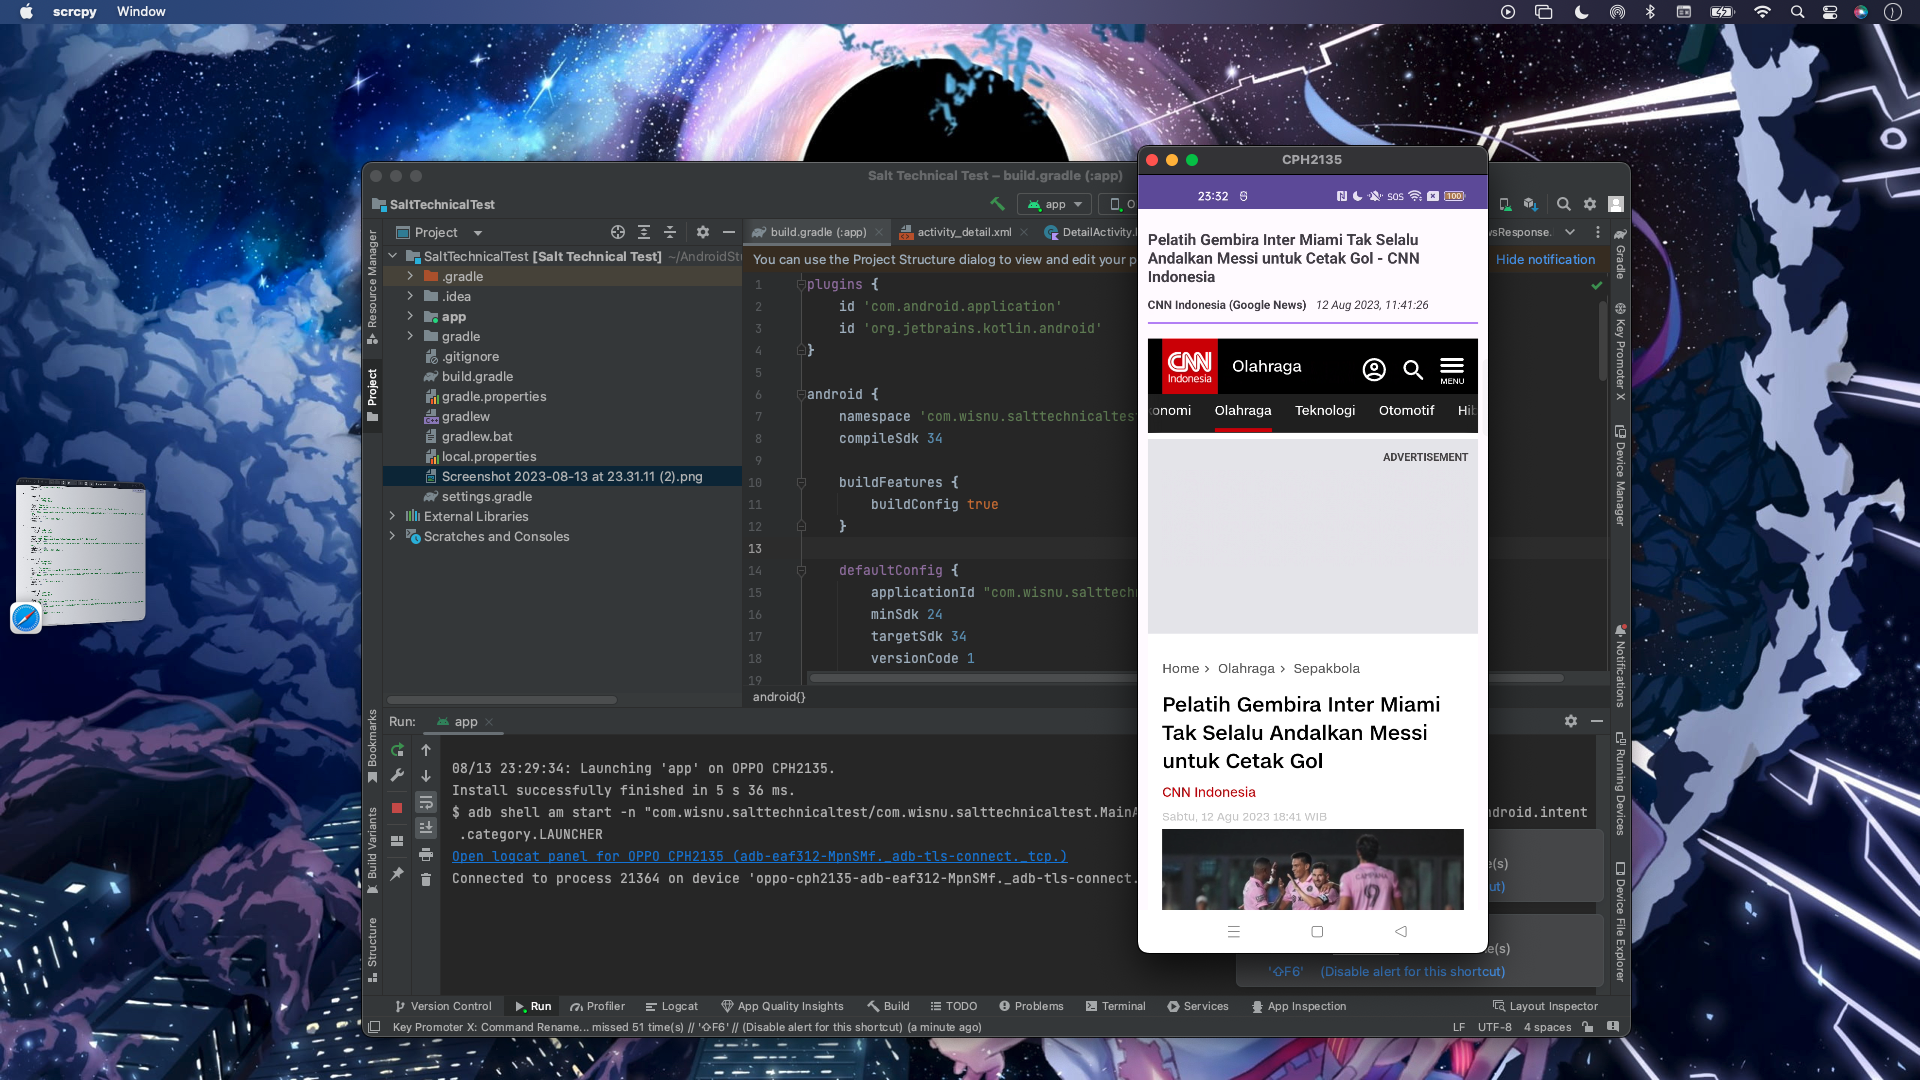 scrcpy Window
Salt Technical Test – build.gradle (:app)
SaltTechnicalTest
app
Project
build.gradle (:app)
activity_detail.xml
DetailActivity.
sResponse.
Resource Manager
Project
Bookmarks
Build Variants
Structure
SaltTechnicalTest [Salt Technical Test] ~/AndroidStu
.gradle
.idea
app
gradle
.gitignore
build.gradle
gradle.properties
gradlew
gradlew.bat
local.properties
Screenshot 2023-08-13 at 23.31.11 (2).png
settings.gradle
External Libraries
Scratches and Consoles
You can use the Project Structure dialog to view and edit your p
Hide notification
1 plugins {
2 id 'com.android.application'
3 id 'org.jetbrains.kotlin.android'
4 }
5
6 android {
7 namespace 'com.wisnu.salttechnicaltest
8 compileSdk 34
9
10 buildFeatures {
11 buildConfig true
12 }
13
14 defaultConfig {
15 applicationId "com.wisnu.salttechn
16 minSdk 24
17 targetSdk 34
18 versionCode 1
19
android{}
Gradle
Key Promoter X
Device Manager
Notifications
Running Devices
Device File Explorer
Run: app
08/13 23:29:34: Launching 'app' on OPPO CPH2135.
Install successfully finished in 5 s 36 ms.
$ adb shell am start -n "com.wisnu.salttechnicaltest/com.wisnu.salttechnicaltest.MainA
ndroid.intent
.category.LAUNCHER
Open logcat panel for OPPO CPH2135 (adb-eaf312-MpnSMf._adb-tls-connect._tcp.)
Connected to process 21364 on device 'oppo-cph2135-adb-eaf312-MpnSMf._adb-tls-connect.
e(s)
ut)
e(s)
'⇧F6' (Disable alert for this shortcut)
Version Control Run Profiler Logcat App Quality Insights Build TODO Problems Terminal Services App Inspection Layout Inspector
Key Promoter X: Command Rename... missed 51 time(s) // '⇧F6' // (Disable alert for this shortcut) (a minute ago)
LF UTF-8 4 spaces
CPH2135
23:32
SOS
100
Pelatih Gembira Inter Miami Tak Selalu
Andalkan Messi untuk Cetak Gol - CNN
Indonesia
CNN Indonesia (Google News) 12 Aug 2023, 11:41:26
CNN Indonesia
Olahraga
MENU
onomi Olahraga Teknologi Otomotif Hi
ADVERTISEMENT
Home › Olahraga › Sepakbola
Pelatih Gembira Inter Miami
Tak Selalu Andalkan Messi
untuk Cetak Gol
CNN Indonesia
Sabtu, 12 Agu 2023 18:41 WIB
9